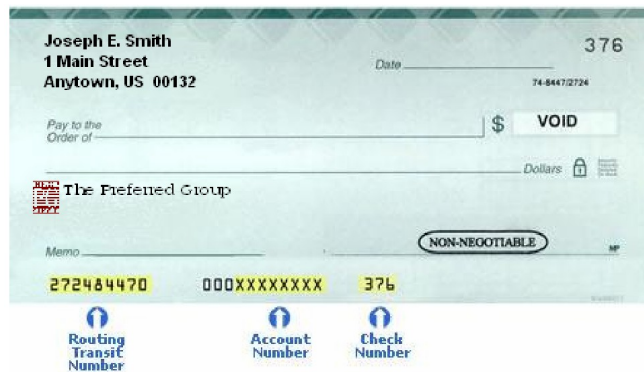 Joseph E. Smith
376
1 Main Street
Date
Anytown, US 00132
74-8447/2724
Pay to the
Order of
$ VOID
Dollars
The Preferred Group
NON-NEGOTIABLE
Memo
MP
272484470 000XXXXXXXX 376
Routing Transit Number
Account Number
Check Number